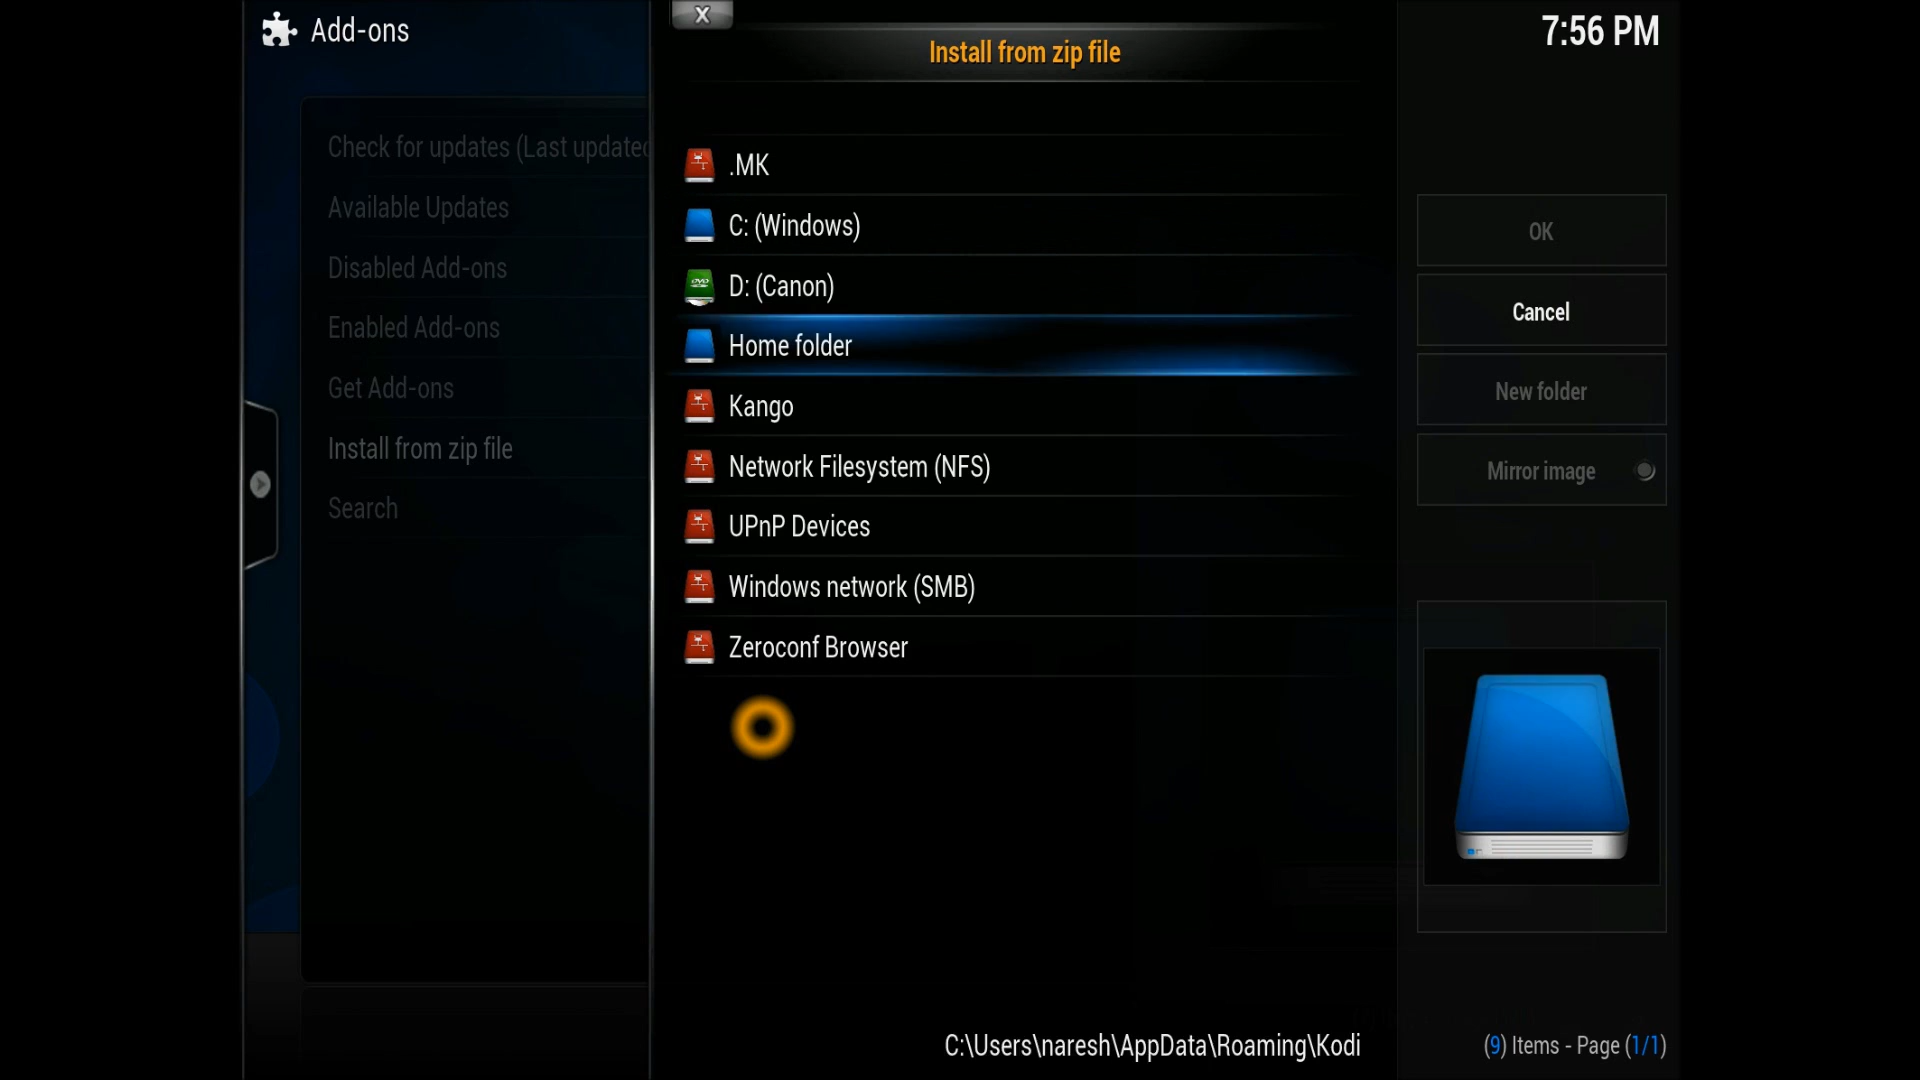 Add-ons
X
Install from zip file
7:56 PM
Check for updates (Last updated
Available Updates
Disabled Add-ons
Enabled Add-ons
Get Add-ons
Install from zip file
Search
.MK
C: (Windows)
D: (Canon)
Home folder
Kango
Network Filesystem (NFS)
UPnP Devices
Windows network (SMB)
Zeroconf Browser
OK
Cancel
New folder
Mirror image
C:\Users\naresh\AppData\Roaming\Kodi
(9) Items - Page (1/1)